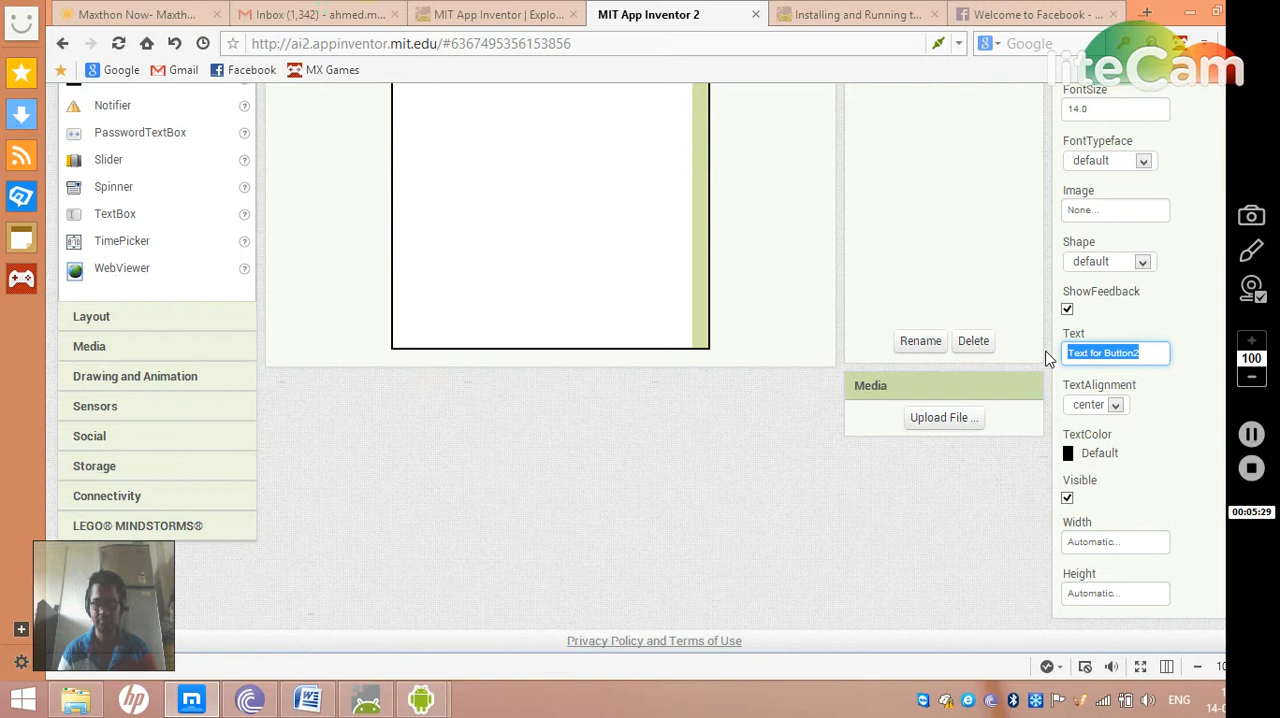 Maxthon Now- Maxth...
Inbox (1,342) - ahmed.m...
MIT App Inventor | Explo...
MIT App Inventor 2
Installing and Running t...
Welcome to Facebook - ...
http://ai2.appinventor.mit.edu/#6367495356153856
Google
Google
Gmail
Facebook
MX Games
liteCam
Notifier
PasswordTextBox
Slider
Spinner
TextBox
TimePicker
WebViewer
Layout
Media
Drawing and Animation
Sensors
Social
Storage
Connectivity
LEGO® MINDSTORMS®
Rename
Delete
Media
Upload File ...
FontSize
14.0
FontTypeface
default
Image
None...
Shape
default
ShowFeedback
Text
Text for Button2
TextAlignment
center
TextColor
Default
Visible
Width
Automatic...
Height
Automatic...
Privacy Policy and Terms of Use
100
00:05:29
ENG